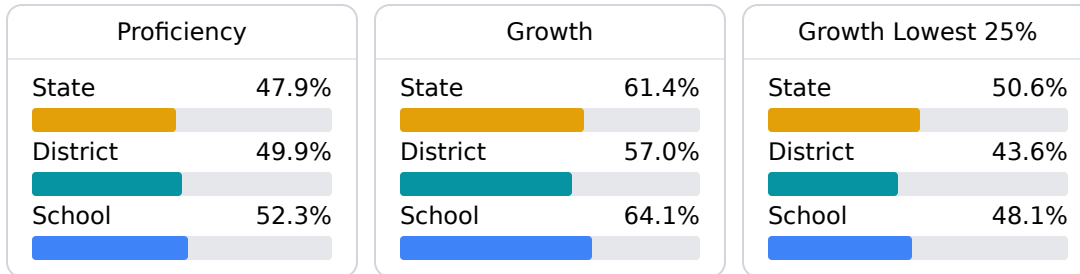 Proficiency
State 47.9%
District 49.9%
School 52.3%
Growth
State 61.4%
District 57.0%
School 64.1%
Growth Lowest 25%
State 50.6%
District 43.6%
School 48.1%